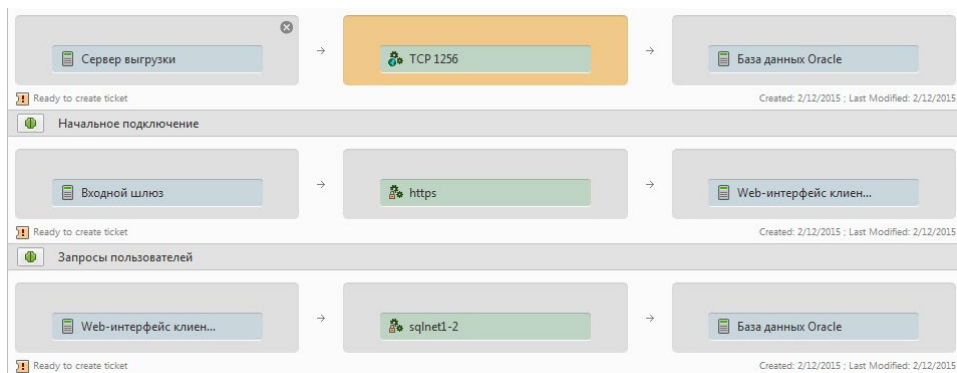 Сервер выгрузки → TCP 1256 → База данных Oracle
Ready to create ticket Created: 2/12/2015 ; Last Modified: 2/12/2015
Начальное подключение
Входной шлюз → https → Web-интерфейс клиен...
Ready to create ticket Created: 2/12/2015 ; Last Modified: 2/12/2015
Запросы пользователей
Web-интерфейс клиен... → sqlnet1-2 → База данных Oracle
Ready to create ticket Created: 2/12/2015 ; Last Modified: 2/12/2015